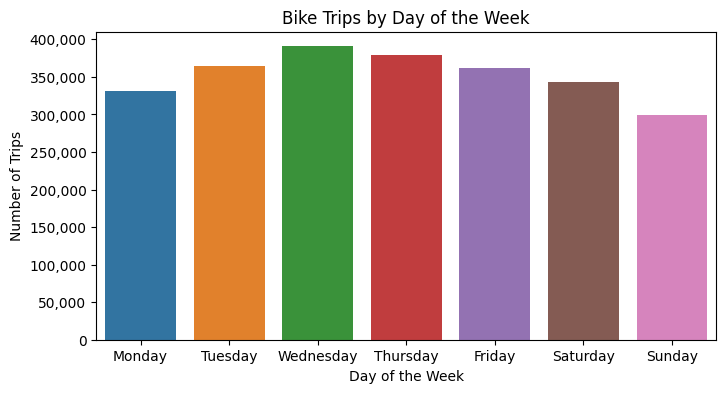 Bike Trips by Day of the Week
Number of Trips
400,000
350,000
300,000
250,000
200,000
150,000
100,000
50,000
0
Monday Tuesday Wednesday Thursday Friday Saturday Sunday
Day of the Week